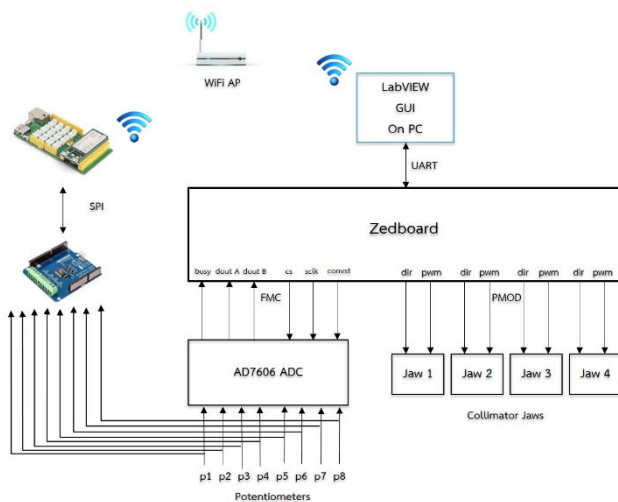 WiFi AP
LabVIEW
GUI
On PC
UART
SPI
Zedboard
busy dout A dout B cs sclk convst dir pwm dir pwm dir pwm dir pwm
FMC PMOD
AD7606 ADC
Jaw 1 Jaw 2 Jaw 3 Jaw 4
Collimator Jaws
p1 p2 p3 p4 p5 p6 p7 p8
Potentiometers